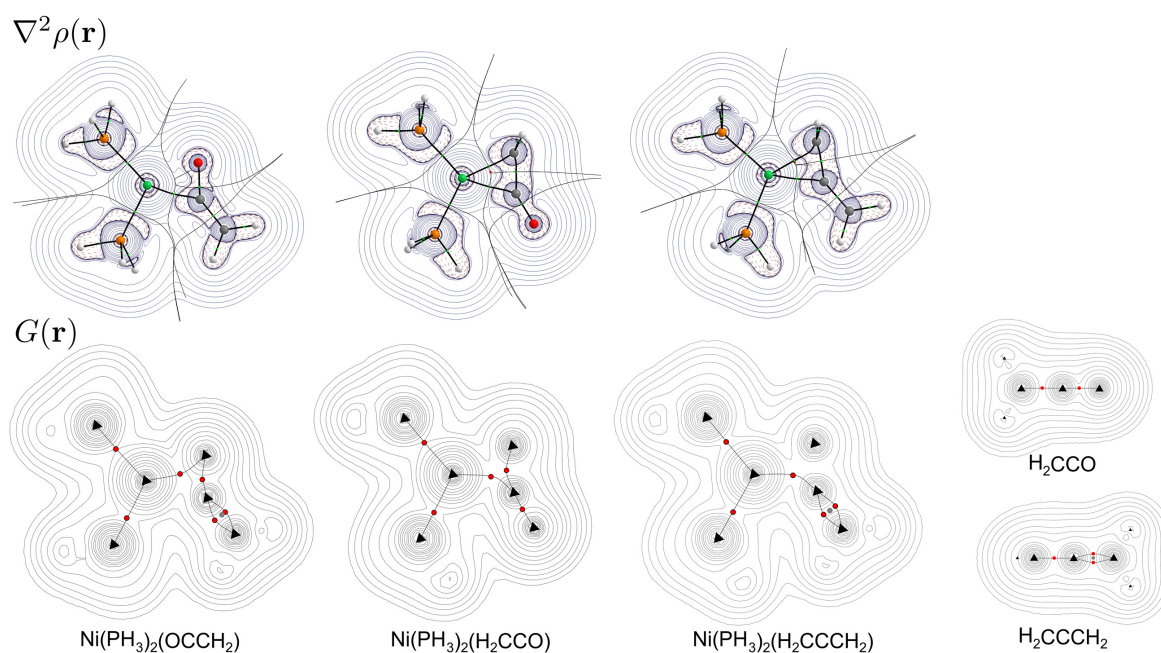 ∇²ρ(𝐫)
G(𝐫)
H₂CCO
Ni(PH₃)₂(OCCH₂)
Ni(PH₃)₂(H₂CCO)
Ni(PH₃)₂(H₂CCCH₂)
H₂CCCH₂